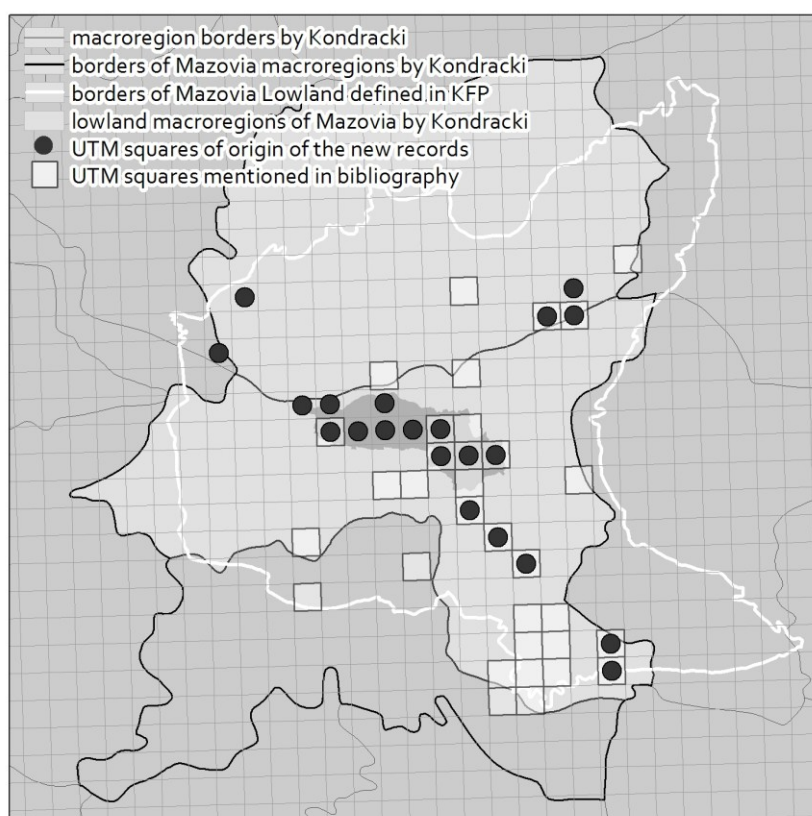 macroregion borders by Kondracki
borders of Mazovia macroregions by Kondracki
borders of Mazovia Lowland defined in KFP
lowland macroregions of Mazovia by Kondracki
UTM squares of origin of the new records
UTM squares mentioned in bibliography